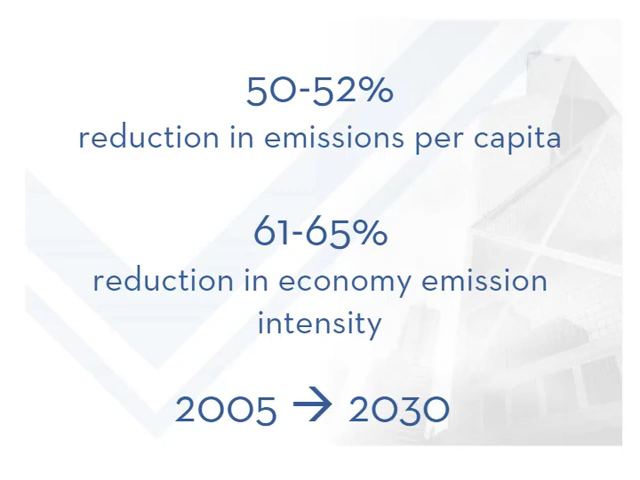 50-52%
reduction in emissions per capita
61-65%
reduction in economy emission
intensity
2005 → 2030